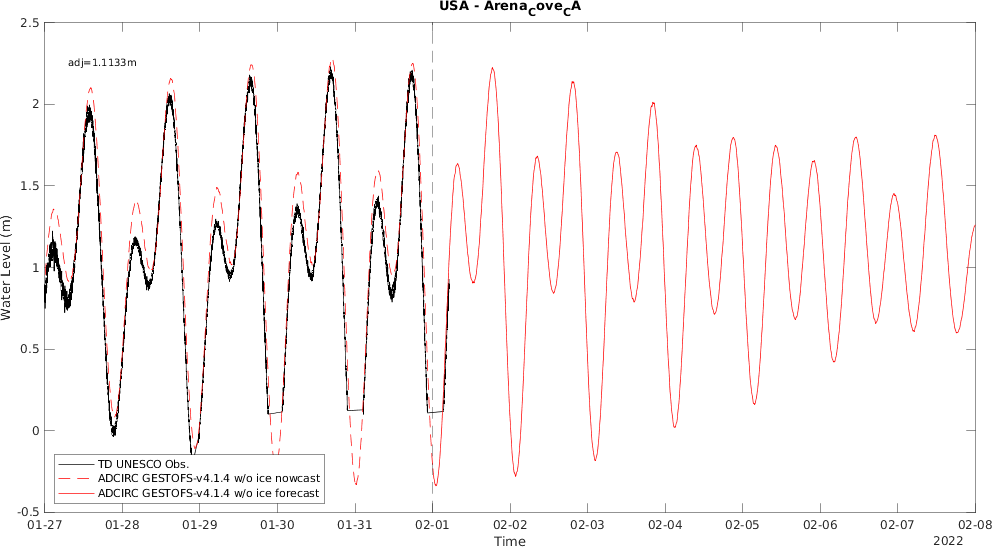 USA - ArenaCoveCA
adj=1.1133m
2.5
2
1.5
1
0.5
0
-0.5
Water Level (m)
TD UNESCO Obs.
ADCIRC GESTOFS-v4.1.4 w/o ice nowcast
ADCIRC GESTOFS-v4.1.4 w/o ice forecast
01-27 01-28 01-29 01-30 01-31 02-01 02-02 02-03 02-04 02-05 02-06 02-07 02-08
Time
2022